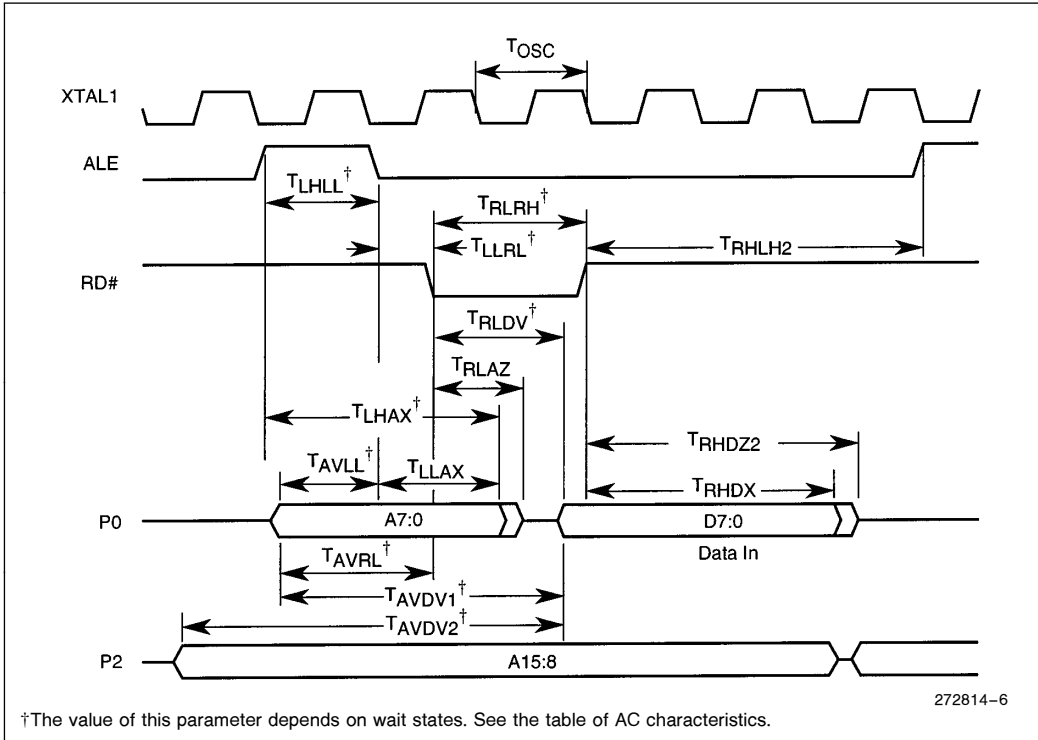 TOSC
XTAL1
ALE
TLHLL†
TRLRH†
TLLRL†
TRHLH2
RD#
TRLDV†
TRLAZ
TLHAX†
TRHDZ2
TAVLL†
TLLAX
TRHDX
P0
A7:0
D7:0
Data In
TAVRL†
TAVDV1†
TAVDV2†
P2
A15:8
272814–6
†The value of this parameter depends on wait states. See the table of AC characteristics.